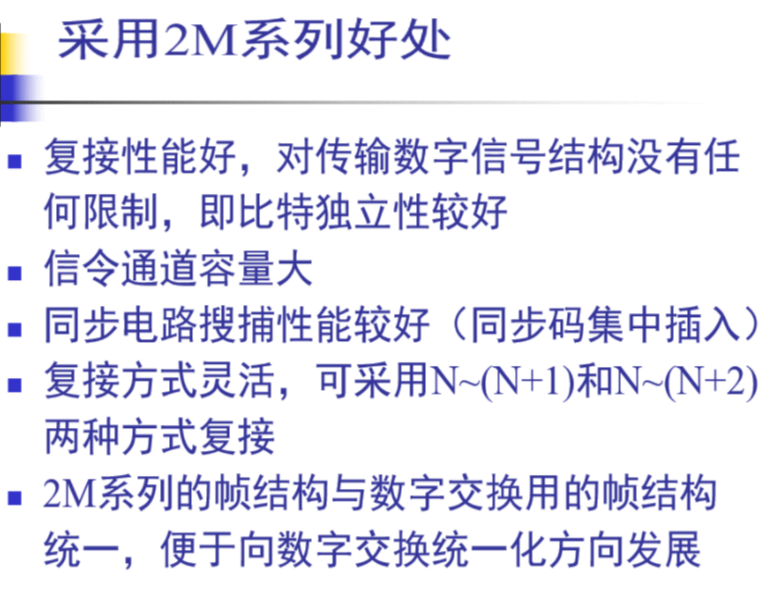 采用2M系列好处
复接性能好，对传输数字信号结构没有任
何限制，即比特独立性较好
信令通道容量大
同步电路搜捕性能较好（同步码集中插入）
复接方式灵活，可采用N~(N+1)和N~(N+2)
两种方式复接
2M系列的帧结构与数字交换用的帧结构
统一，便于向数字交换统一化方向发展